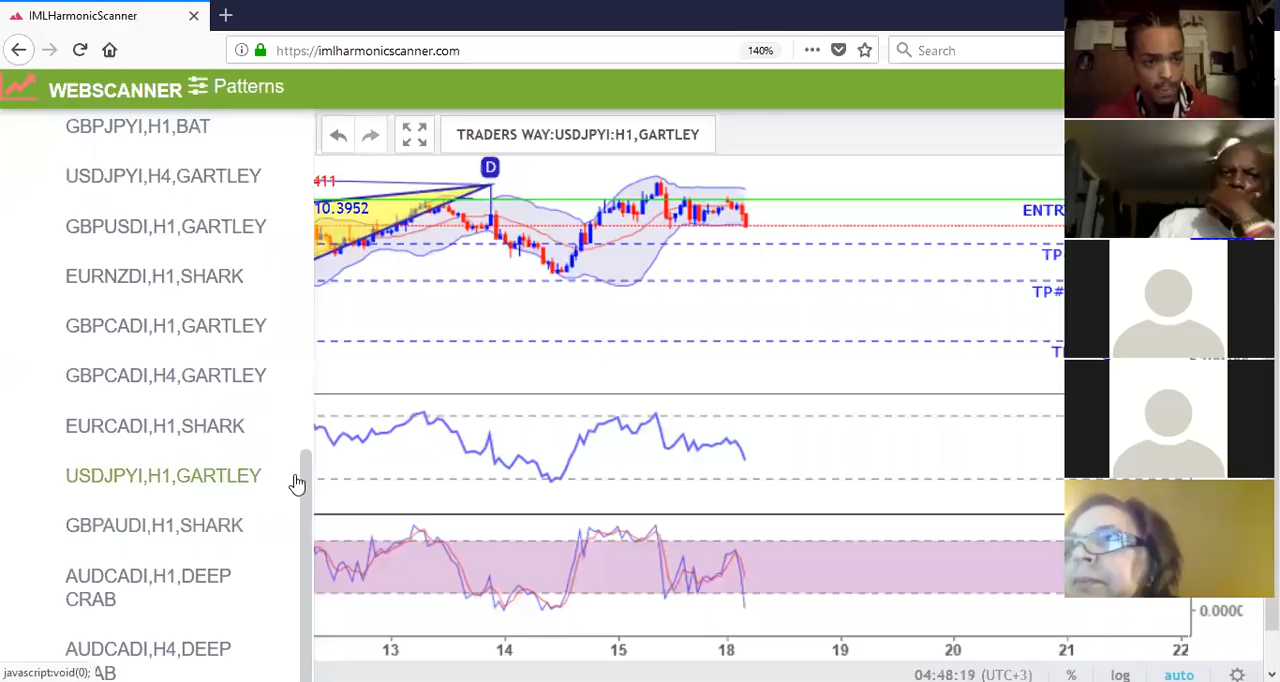 IMLHarmonicScanner
https://imlharmonicscanner.com
140%
Search
WEBSCANNER Patterns
GBPJPYI,H1,BAT
USDJPYI,H4,GARTLEY
GBPUSDI,H1,GARTLEY
EURNZDI,H1,SHARK
GBPCADI,H1,GARTLEY
GBPCADI,H4,GARTLEY
EURCADI,H1,SHARK
USDJPYI,H1,GARTLEY
GBPAUDI,H1,SHARK
AUDCADI,H1,DEEP
CRAB
AUDCADI,H4,DEEP
javascript:void(0);
TRADERS WAY:USDJPYI:H1,GARTLEY
D
411
10.3952
ENTR
TP
TP#
0.000
13 14 15 18 19 20 21 22
04:48:19 (UTC+3) % log auto